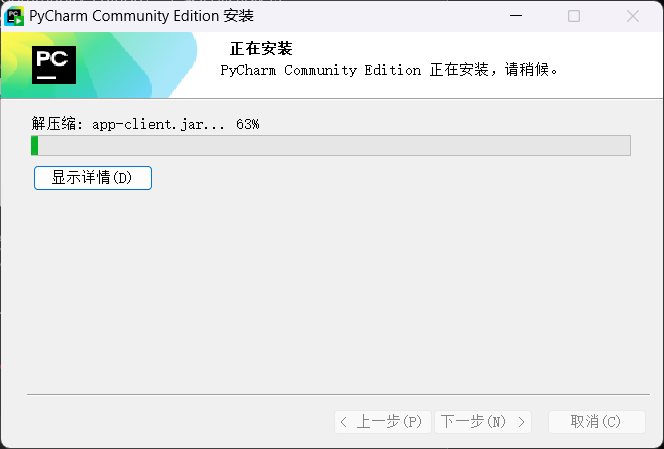 PyCharm Community Edition 安装
PC
正在安装
PyCharm Community Edition 正在安装，请稍候。
解压缩: app-client.jar... 63%
显示详情(D)
< 上一步(P)
下一步(N) >
取消(C)